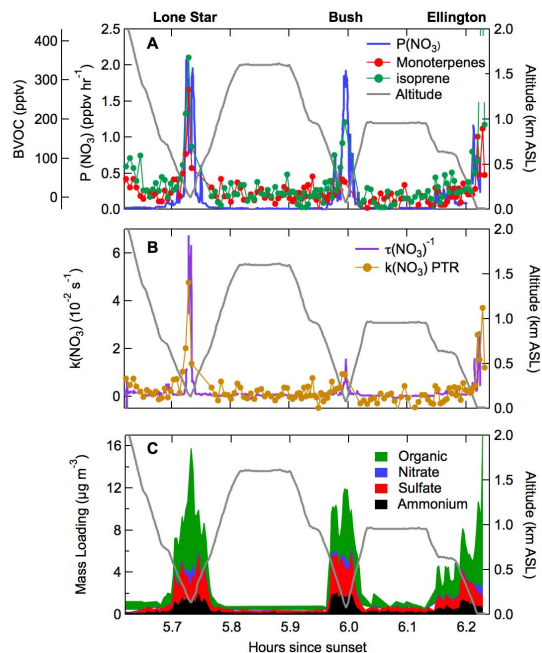 Lone Star Bush Ellington
A
P(NO3)
Monoterpenes
isoprene
Altitude
BVOC (pptv)
400
300
200
100
0
P (NO3) (ppbv hr-1)
2.5
2.0
1.5
1.0
0.5
0.0
2.0
1.5
1.0
0.5
0.0
Altitude (km ASL)
B
τ(NO3)-1
k(NO3) PTR
k(NO3) (10-2 s-1)
6
4
2
0
2.0
1.5
1.0
0.5
0.0
Altitude (km ASL)
C
Organic
Nitrate
Sulfate
Ammonium
Mass Loading (µg m-3)
16
12
8
4
0
2.0
1.5
1.0
0.5
0.0
Altitude (km ASL)
5.7 5.8 5.9 6.0 6.1 6.2
Hours since sunset